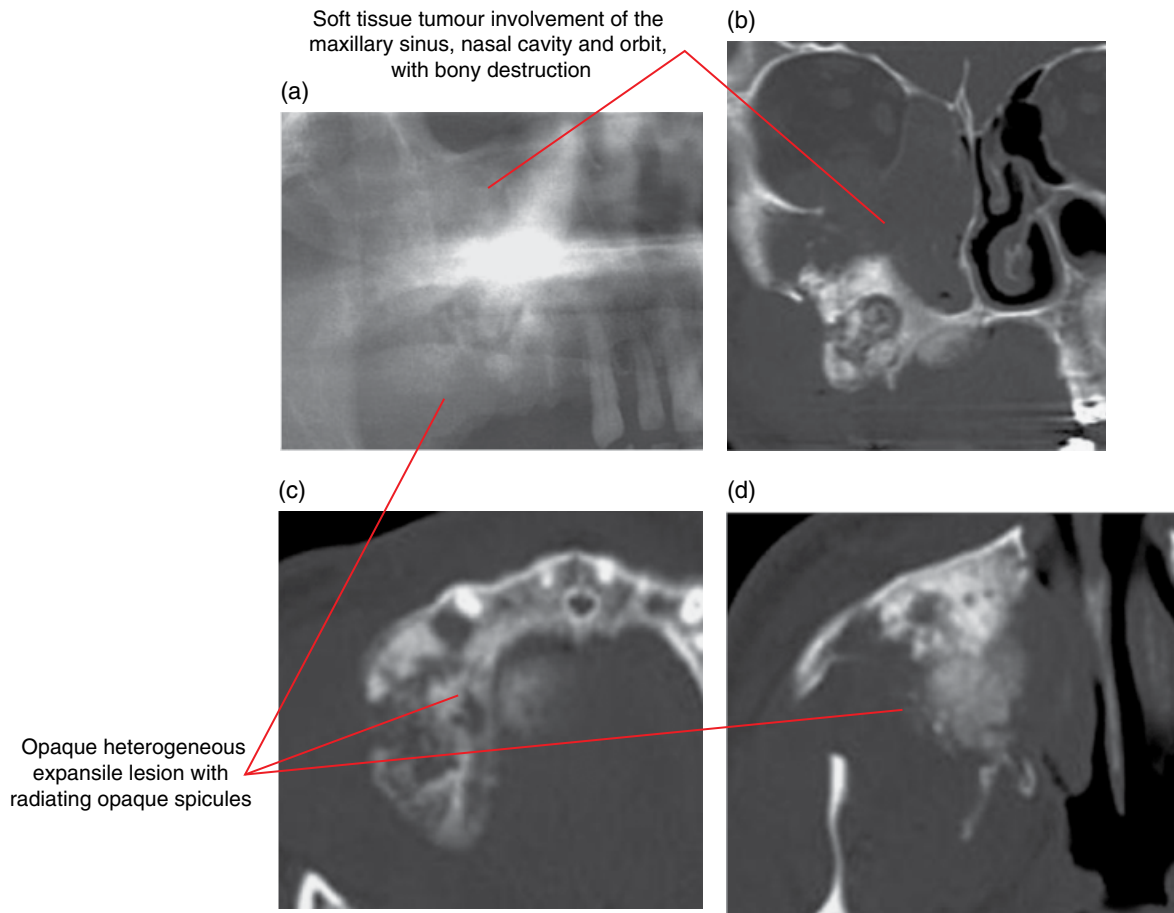 Soft tissue tumour involvement of the
maxillary sinus, nasal cavity and orbit,
with bony destruction
(a)
(b)
(c)
(d)
Opaque heterogeneous
expansile lesion with
radiating opaque spicules